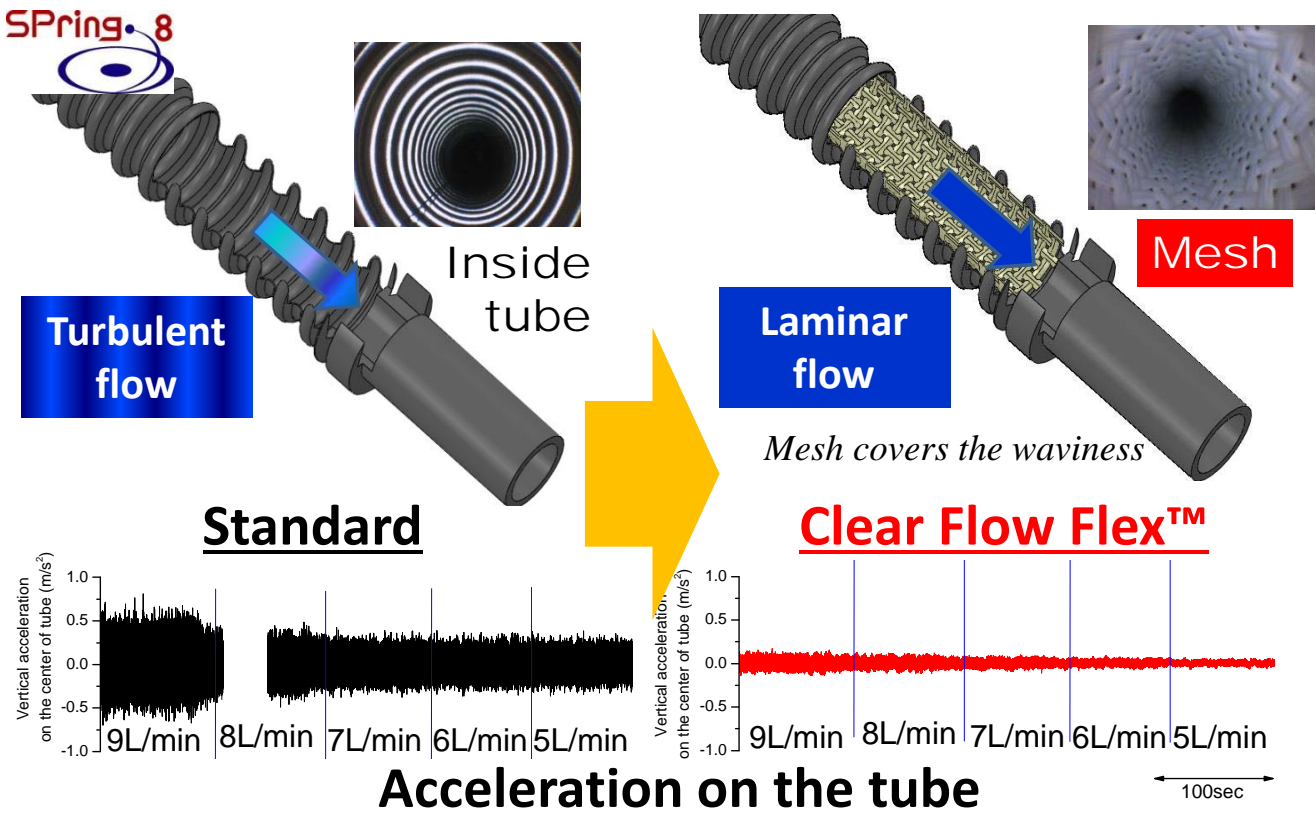 SPring-8
Inside
tube
Turbulent
flow
Mesh
Laminar
flow
Mesh covers the waviness
Standard
Clear Flow Flex™
Vertical acceleration
on the center of tube (m/s²)
1.0
0.5
0.0
-0.5
-1.0
9L/min
8L/min
7L/min
6L/min
5L/min
Vertical acceleration
on the center of tube (m/s²)
1.0
0.5
0.0
-0.5
-1.0
9L/min
8L/min
7L/min
6L/min
5L/min
Acceleration on the tube
100sec